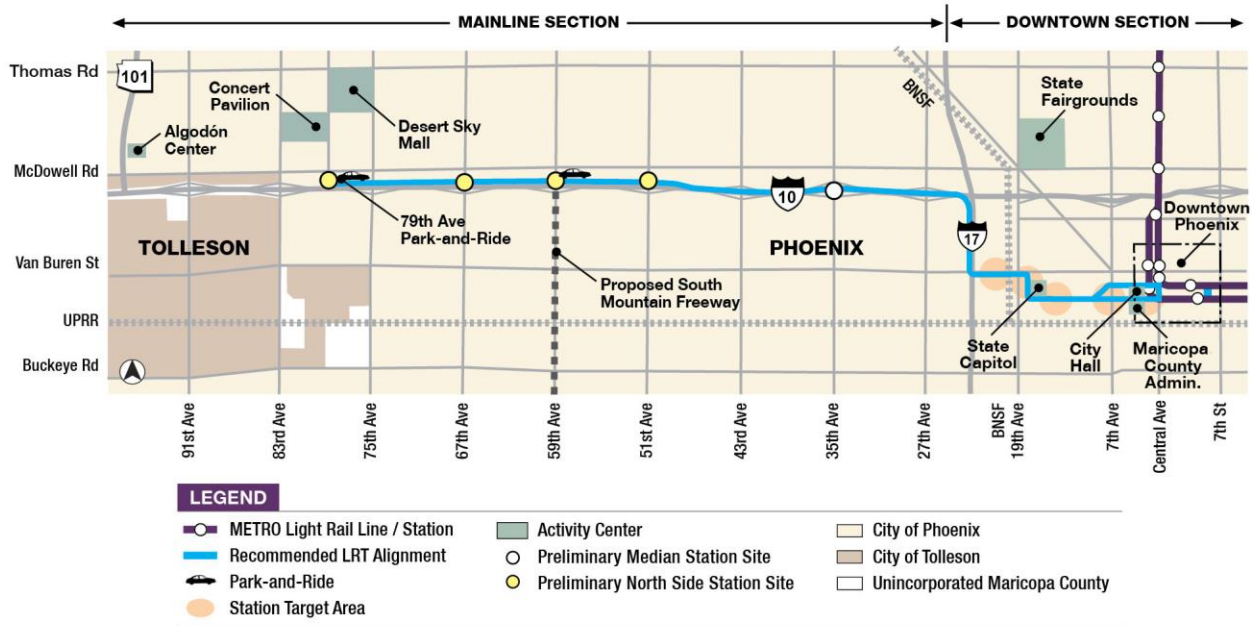 MAINLINE SECTION
DOWNTOWN SECTION
Thomas Rd
McDowell Rd
Van Buren St
UPRR
Buckeye Rd
101
Algodón
Center
Concert
Pavilion
Desert Sky
Mall
79th Ave
Park-and-Ride
TOLLESON
Proposed South
Mountain Freeway
PHOENIX
10
17
BNSF
State
Fairgrounds
Downtown
Phoenix
State
Capitol
City
Hall
Maricopa
County
Admin.
91st Ave
83rd Ave
75th Ave
67th Ave
59th Ave
51st Ave
43rd Ave
35th Ave
27th Ave
BNSF
19th Ave
7th Ave
Central Ave
7th St
LEGEND
METRO Light Rail Line / Station
Recommended LRT Alignment
Park-and-Ride
Station Target Area
Activity Center
Preliminary Median Station Site
Preliminary North Side Station Site
City of Phoenix
City of Tolleson
Unincorporated Maricopa County